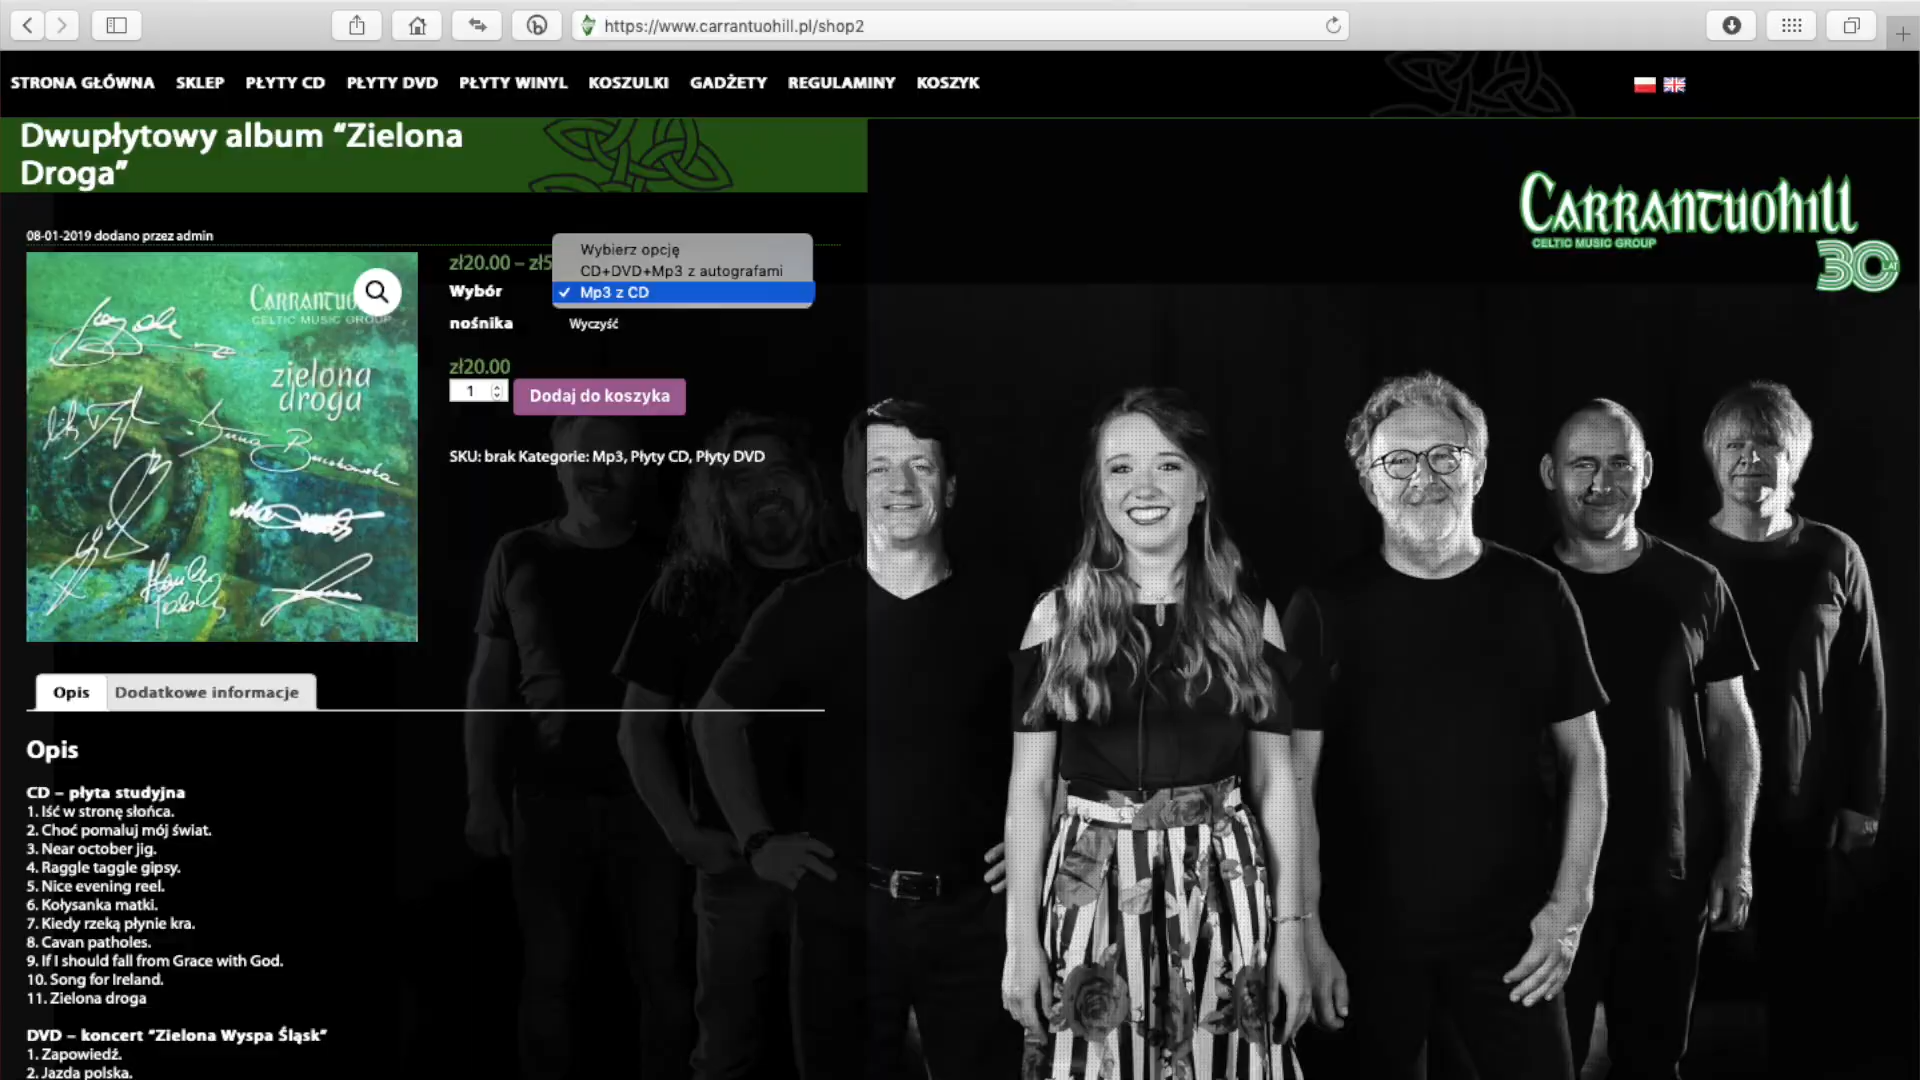 https://www.carrantuohill.pl/shop2
STRONA GŁÓWNA SKLEP PŁYTY CD PŁYTY DVD PŁYTY WINYL KOSZULKI GADŻETY REGULAMINY KOSZYK
Dwupłytowy album “Zielona
Droga”
CARRANTUOHILL
CELTIC MUSIC GROUP
30 LAT
08-01-2019 dodano przez admin
CELTIC MUSIC GROUP
zielona
droga
zł20.00 – zł5
Wybierz opcję
CD+DVD+Mp3 z autografami
Wybór
✓ Mp3 z CD
nośnika
Wyczyść
zł20.00
1
Dodaj do koszyka
SKU: brak Kategorie: Mp3, Płyty CD, Płyty DVD
Opis Dodatkowe informacje
Opis
CD – płyta studyjna
1. Iść w stronę słońca.
2. Choć pomaluj mój świat.
3. Near october jig.
4. Raggle taggle gipsy.
5. Nice evening reel.
6. Kołysanka matki.
7. Kiedy rzeką płynie kra.
8. Cavan patholes.
9. If I should fall from Grace with God.
10. Song for Ireland.
11. Zielona droga
DVD – koncert “Zielona Wyspa Śląsk”
1. Zapowiedź.
2. Jazda polska.